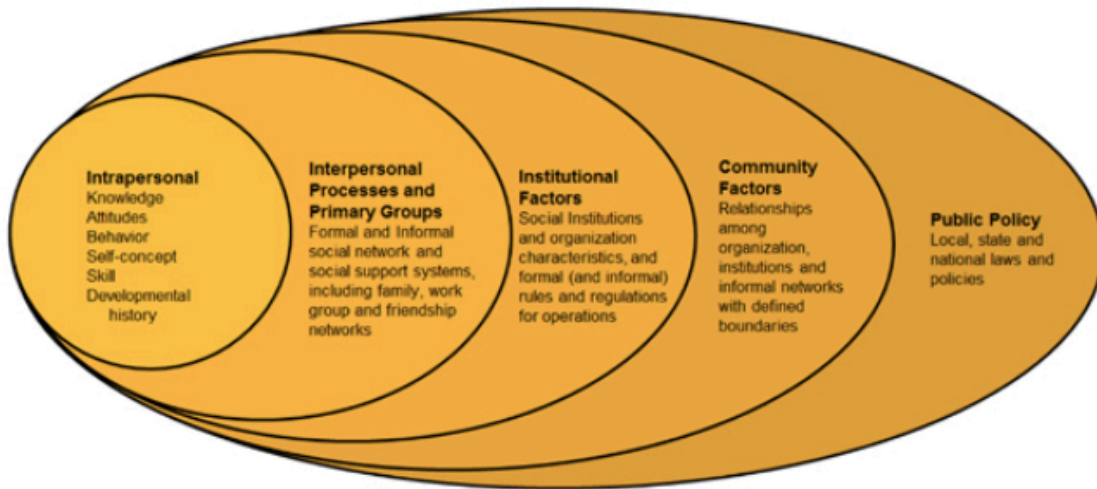 Intrapersonal
Knowledge
Attitudes
Behavior
Self-concept
Skill
Developmental
history
Interpersonal
Processes and
Primary Groups
Formal and Informal
social network and
social support systems,
including family, work
group and friendship
networks
Institutional
Factors
Social Institutions
and organization
characteristics, and
formal (and informal)
rules and regulations
for operations
Community
Factors
Relationships
among
organization,
institutions and
informal networks
with defined
boundaries
Public Policy
Local, state and
national laws and
policies